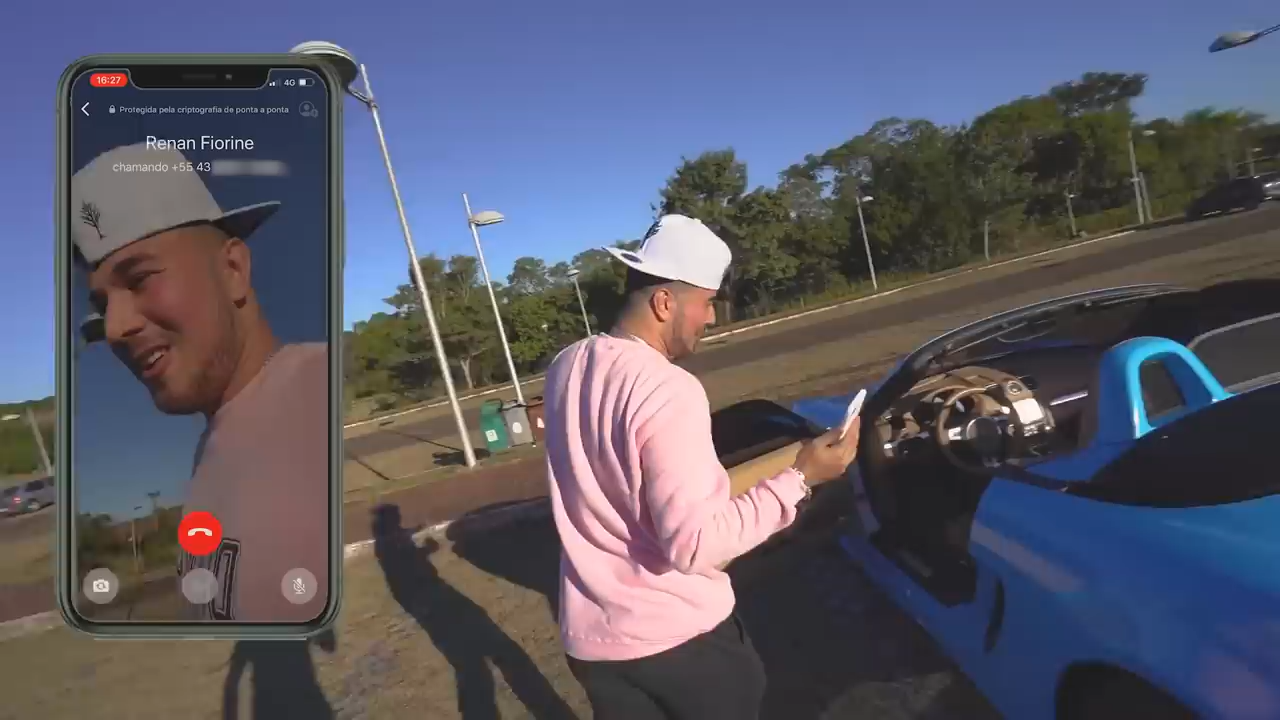 16:27
4G
Protegida pela criptografia de ponta a ponta
Renan Fiorine
chamando +55 43